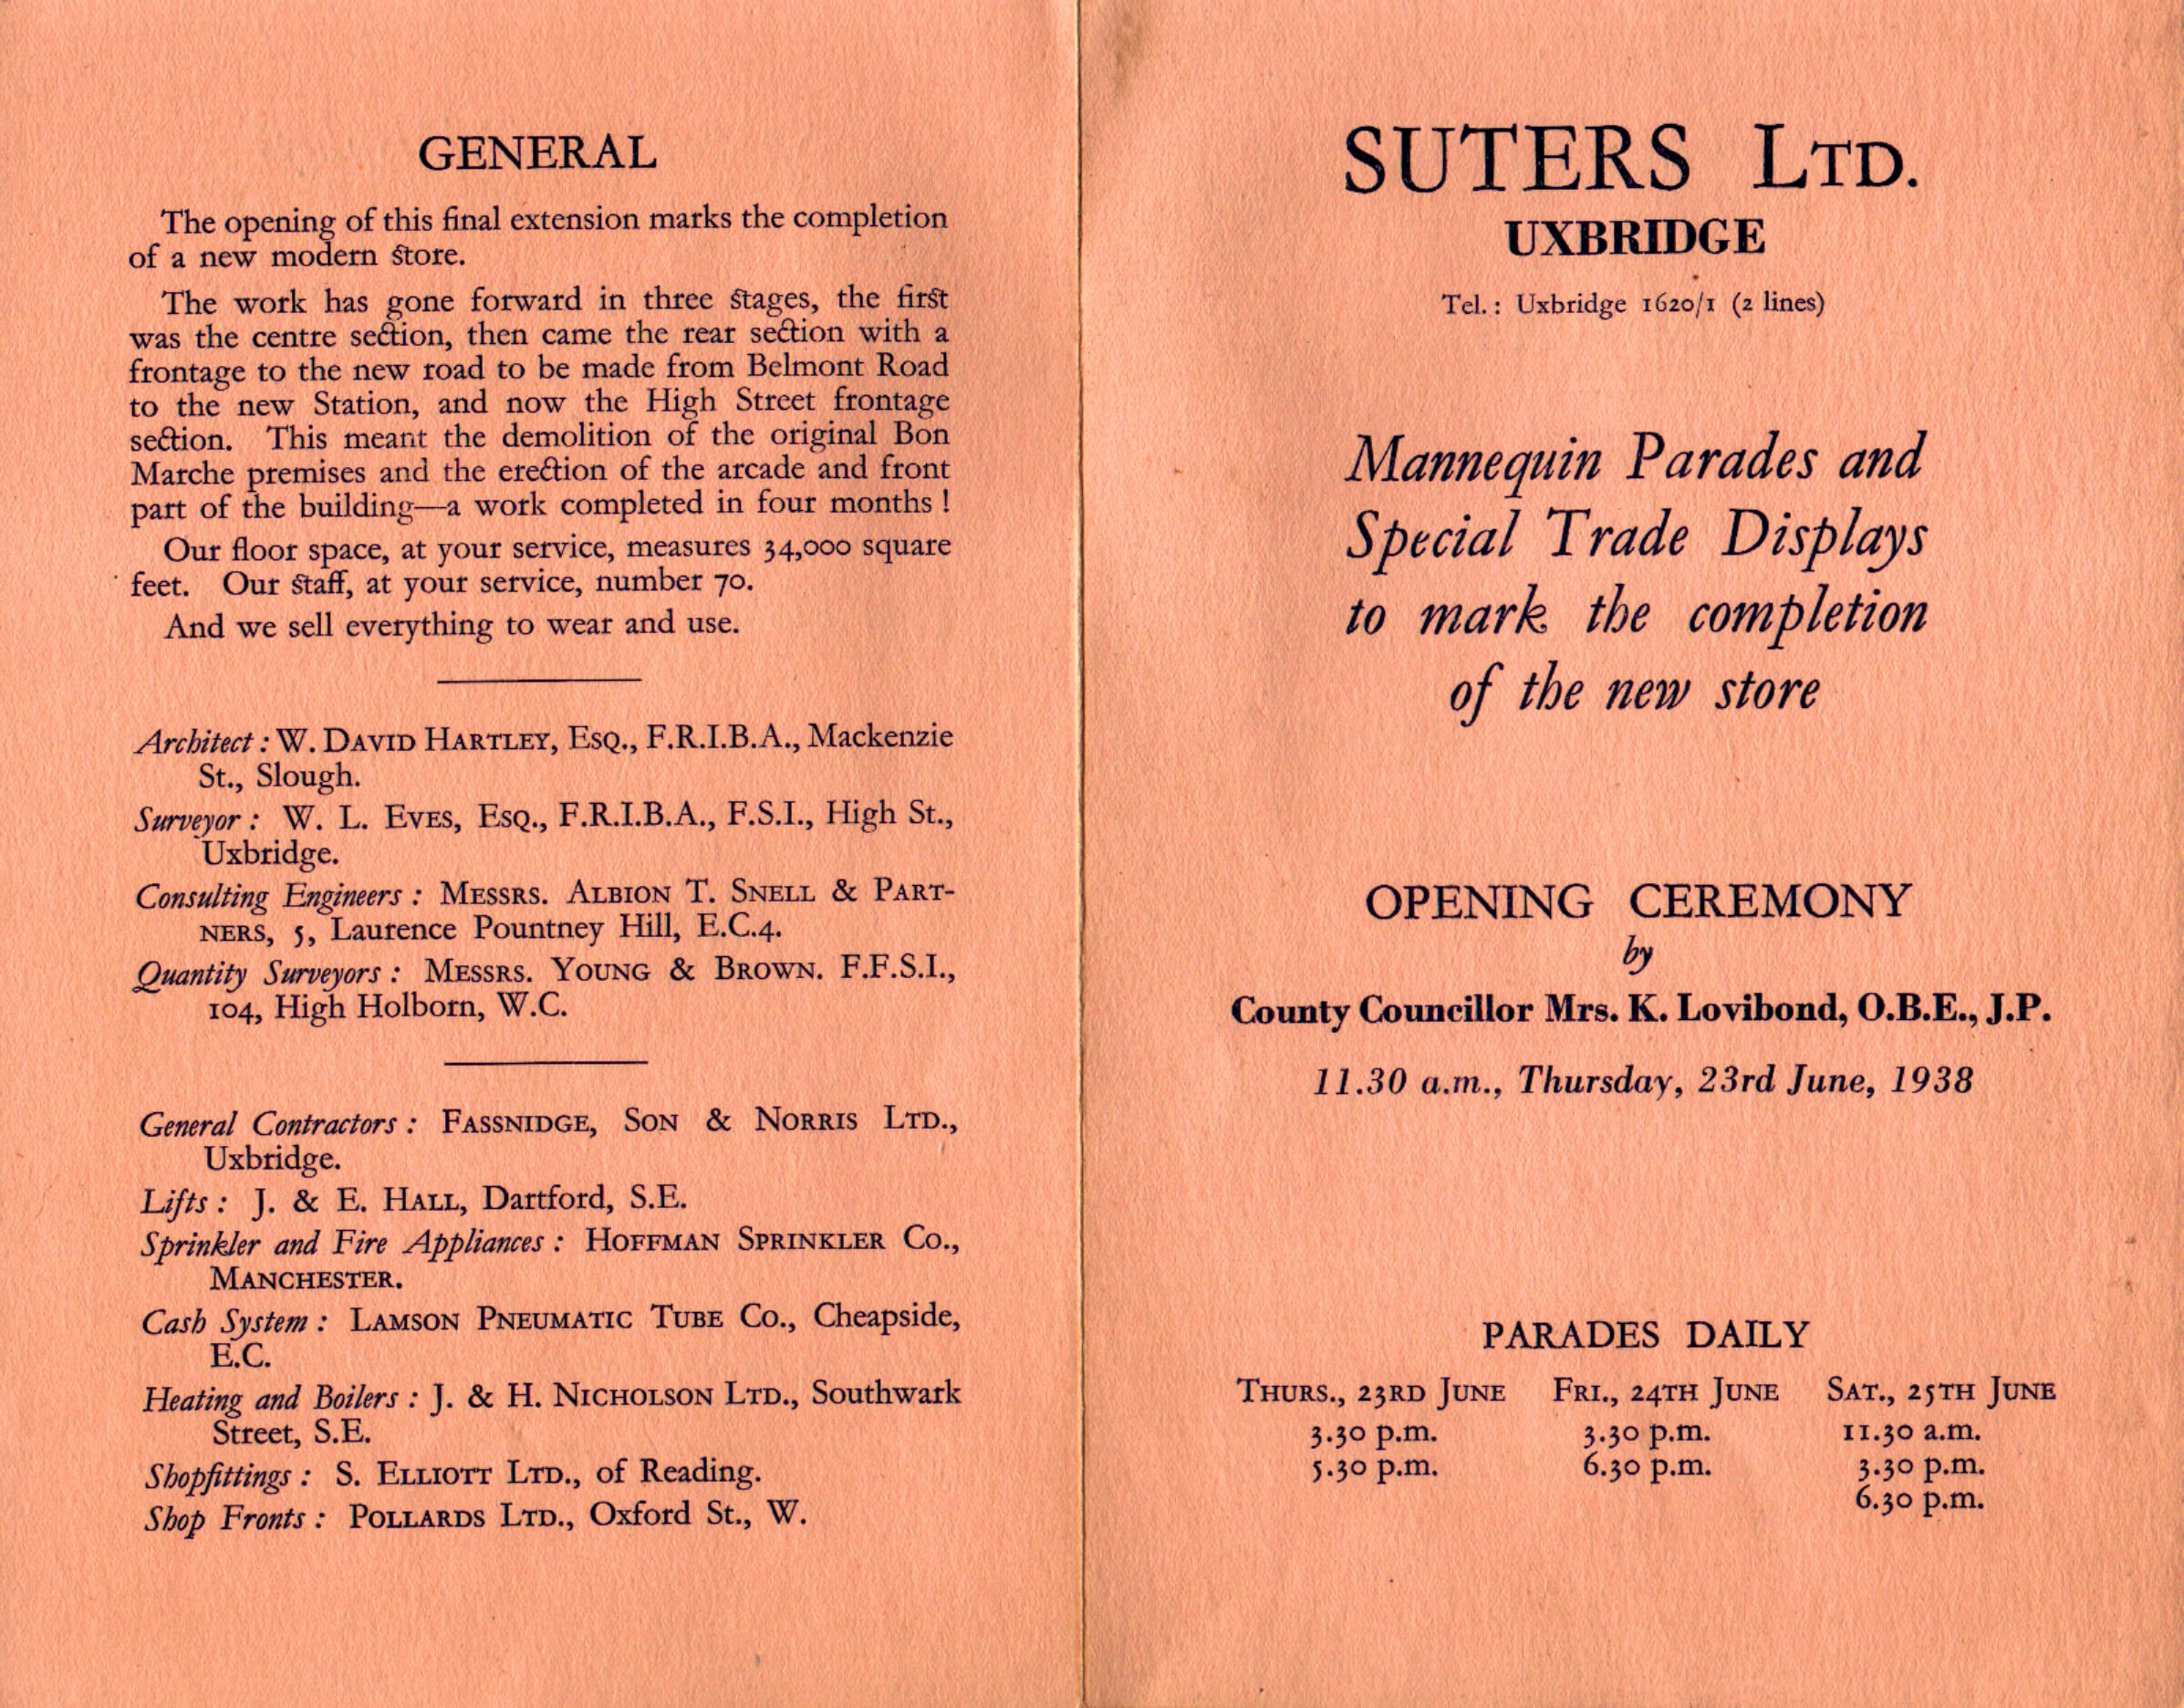 GENERAL
The opening of this final extension marks the completion
of a new modern store.
The work has gone forward in three stages, the first
was the centre section, then came the rear section with a
frontage to the new road to be made from Belmont Road
to the new Station, and now the High Street frontage
section. This meant the demolition of the original Bon
Marche premises and the erection of the arcade and front
part of the building—a work completed in four months !
Our floor space, at your service, measures 34,000 square
feet. Our staff, at your service, number 70.
And we sell everything to wear and use.
Architect : W. DAVID HARTLEY, ESQ., F.R.I.B.A., Mackenzie
St., Slough.
Surveyor : W. L. EVES, ESQ., F.R.I.B.A., F.S.I., High St.,
Uxbridge.
Consulting Engineers : MESSRS. ALBION T. SNELL & PART-
NERS, 5, Laurence Pountney Hill, E.C.4.
Quantity Surveyors : MESSRS. YOUNG & BROWN. F.F.S.I.,
104, High Holborn, W.C.
General Contractors : FASSNIDGE, SON & NORRIS LTD.,
Uxbridge.
Lifts : J. & E. HALL, Dartford, S.E.
Sprinkler and Fire Appliances : HOFFMAN SPRINKLER CO.,
MANCHESTER.
Cash System : LAMSON PNEUMATIC TUBE CO., Cheapside,
E.C.
Heating and Boilers : J. & H. NICHOLSON LTD., Southwark
Street, S.E.
Shopfittings : S. ELLIOTT LTD., of Reading.
Shop Fronts : POLLARDS LTD., Oxford St., W.
SUTERS LTD.
UXBRIDGE
Tel. : Uxbridge 1620/1 (2 lines)
Mannequin Parades and
Special Trade Displays
to mark the completion
of the new store
OPENING CEREMONY
by
County Councillor Mrs. K. Lovibond, O.B.E., J.P.
11.30 a.m., Thursday, 23rd June, 1938
PARADES DAILY
THURS., 23RD JUNE FRI., 24TH JUNE SAT., 25TH JUNE
3.30 p.m. 3.30 p.m. 11.30 a.m.
5.30 p.m. 6.30 p.m. 3.30 p.m.
6.30 p.m.